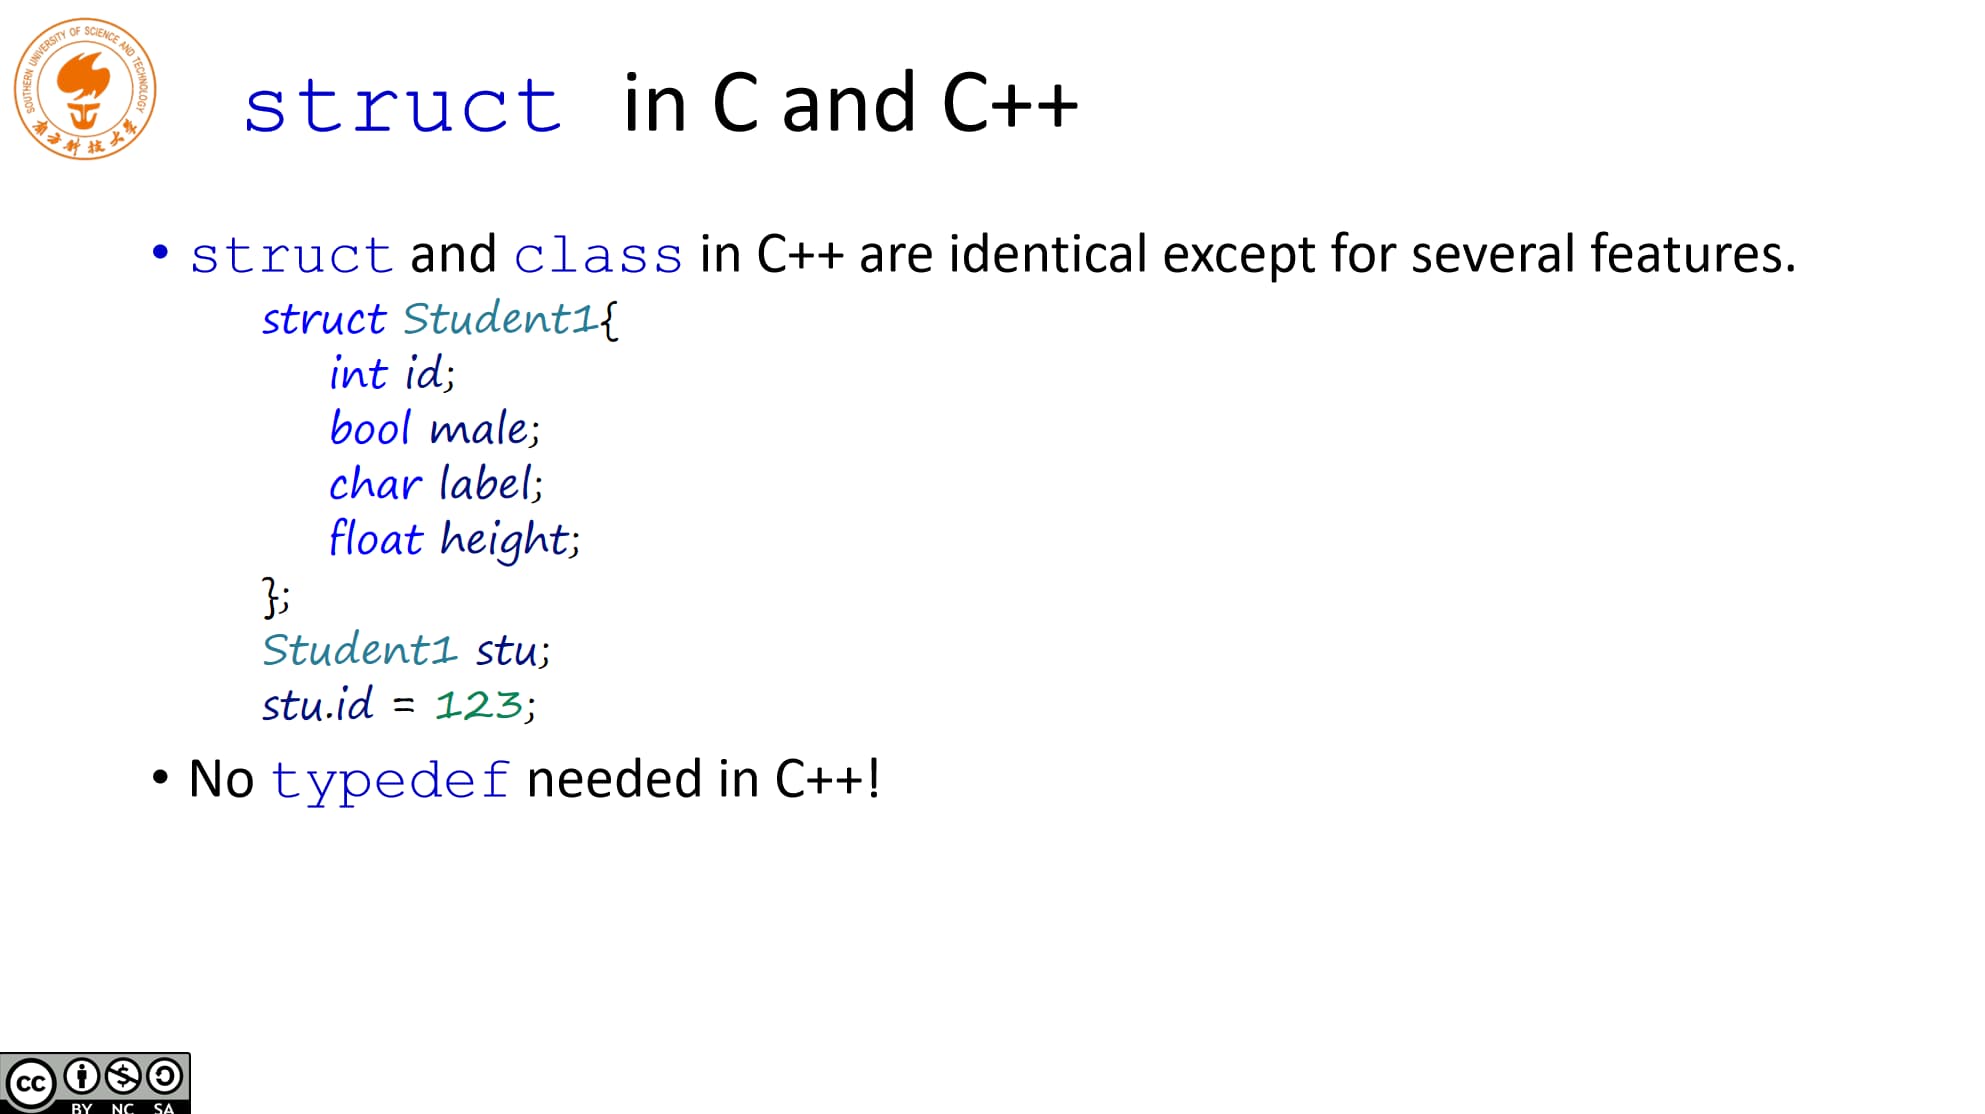 SOUTHERN UNIVERSITY OF SCIENCE AND TECHNOLOGY
南方科技大学
struct in C and C++
• struct and class in C++ are identical except for several features.
struct Student1{
int id;
bool male;
char label;
float height;
};
Student1 stu;
stu.id = 123;
• No typedef needed in C++!
cc
BY NC SA